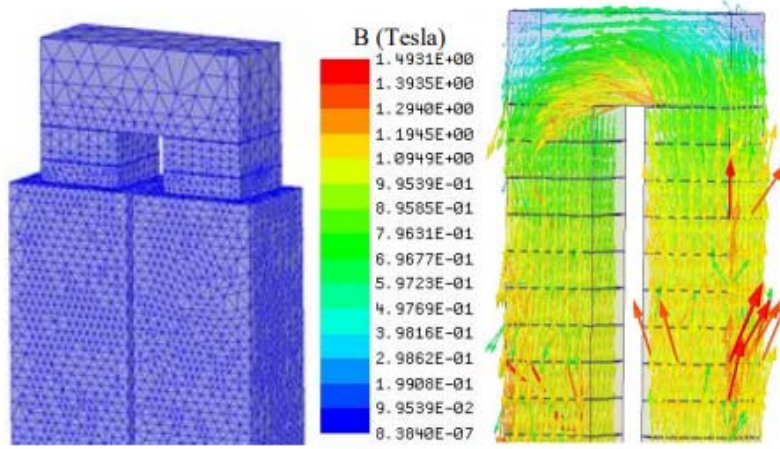 B (Tesla)
1.4931E+00
1.3935E+00
1.2940E+00
1.1945E+00
1.0949E+00
9.9539E-01
8.9585E-01
7.9631E-01
6.9677E-01
5.9723E-01
4.9769E-01
3.9816E-01
2.9862E-01
1.9908E-01
9.9539E-02
8.3840E-07